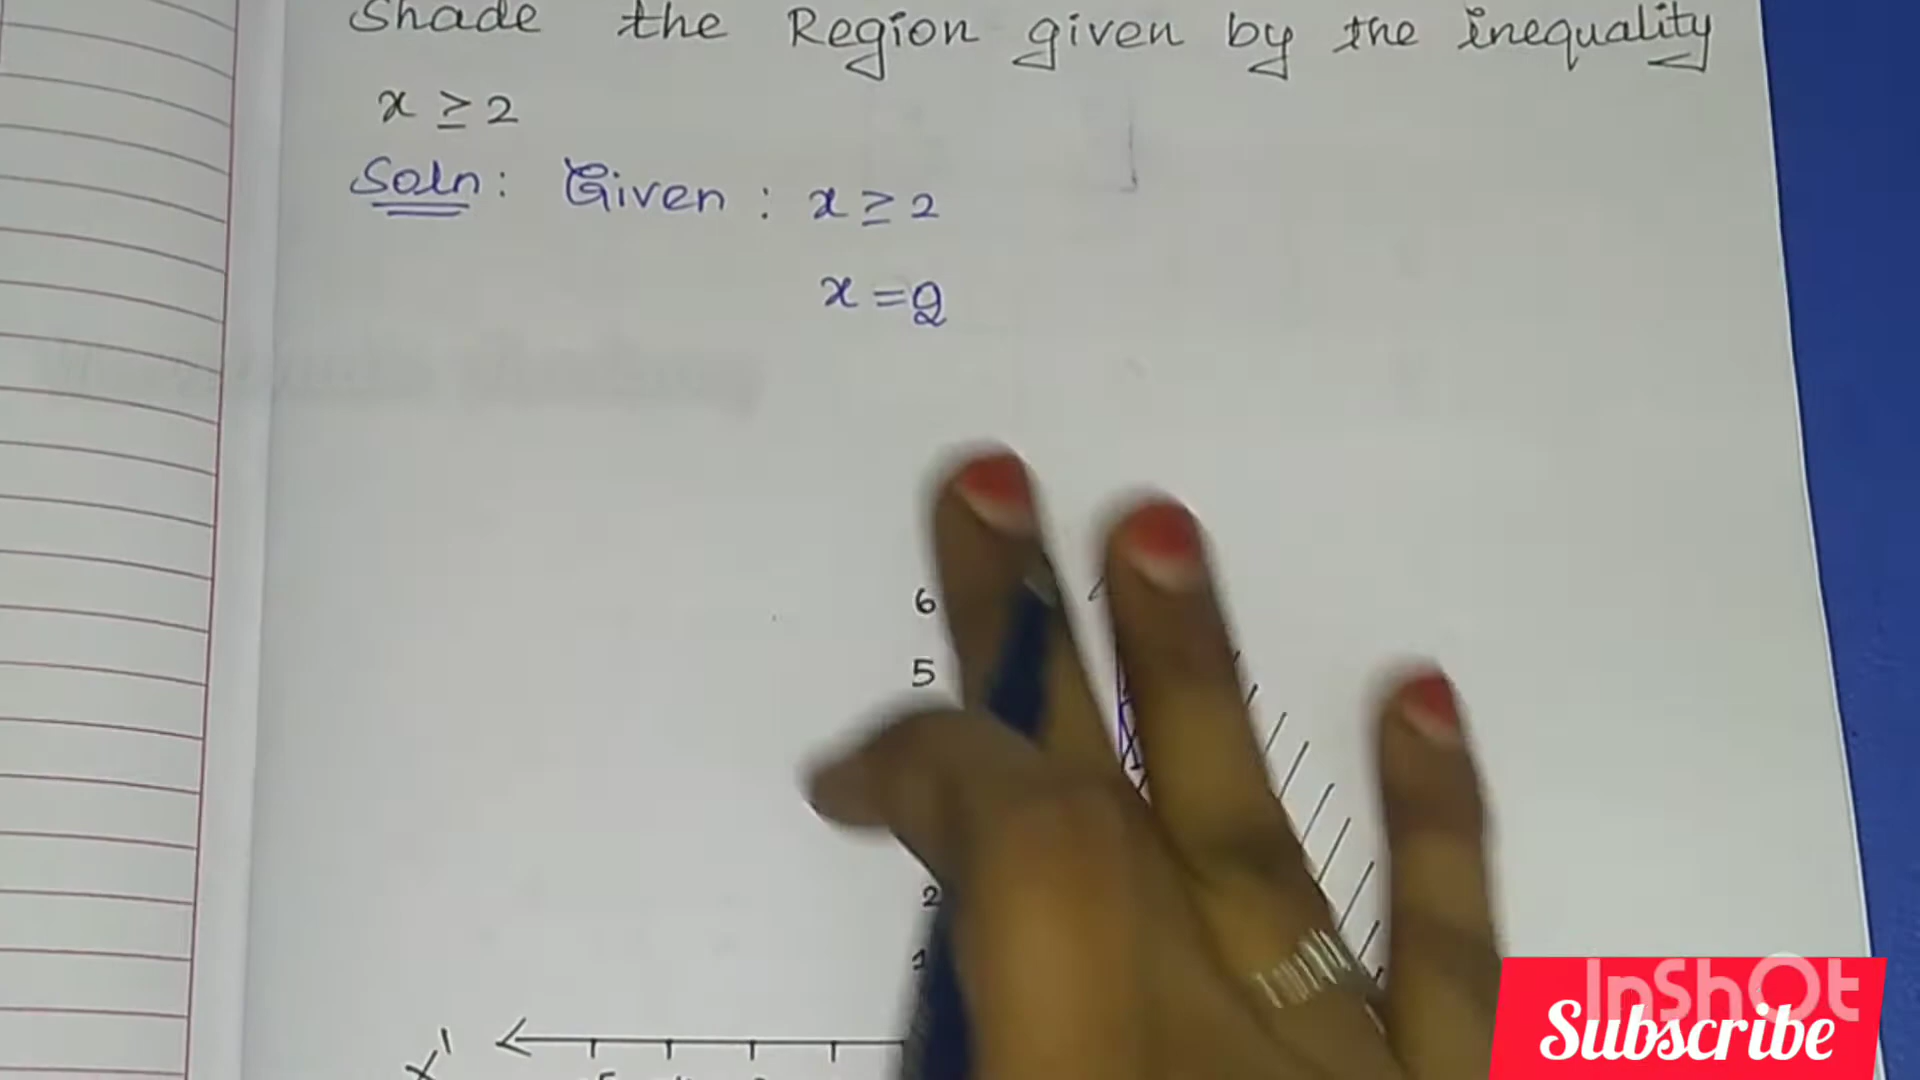 Shade the Region given by the inequality
x ≥ 2
Soln : Given : x ≥ 2
x = 2
6
5
2
1
X'
InShOt
Subscribe